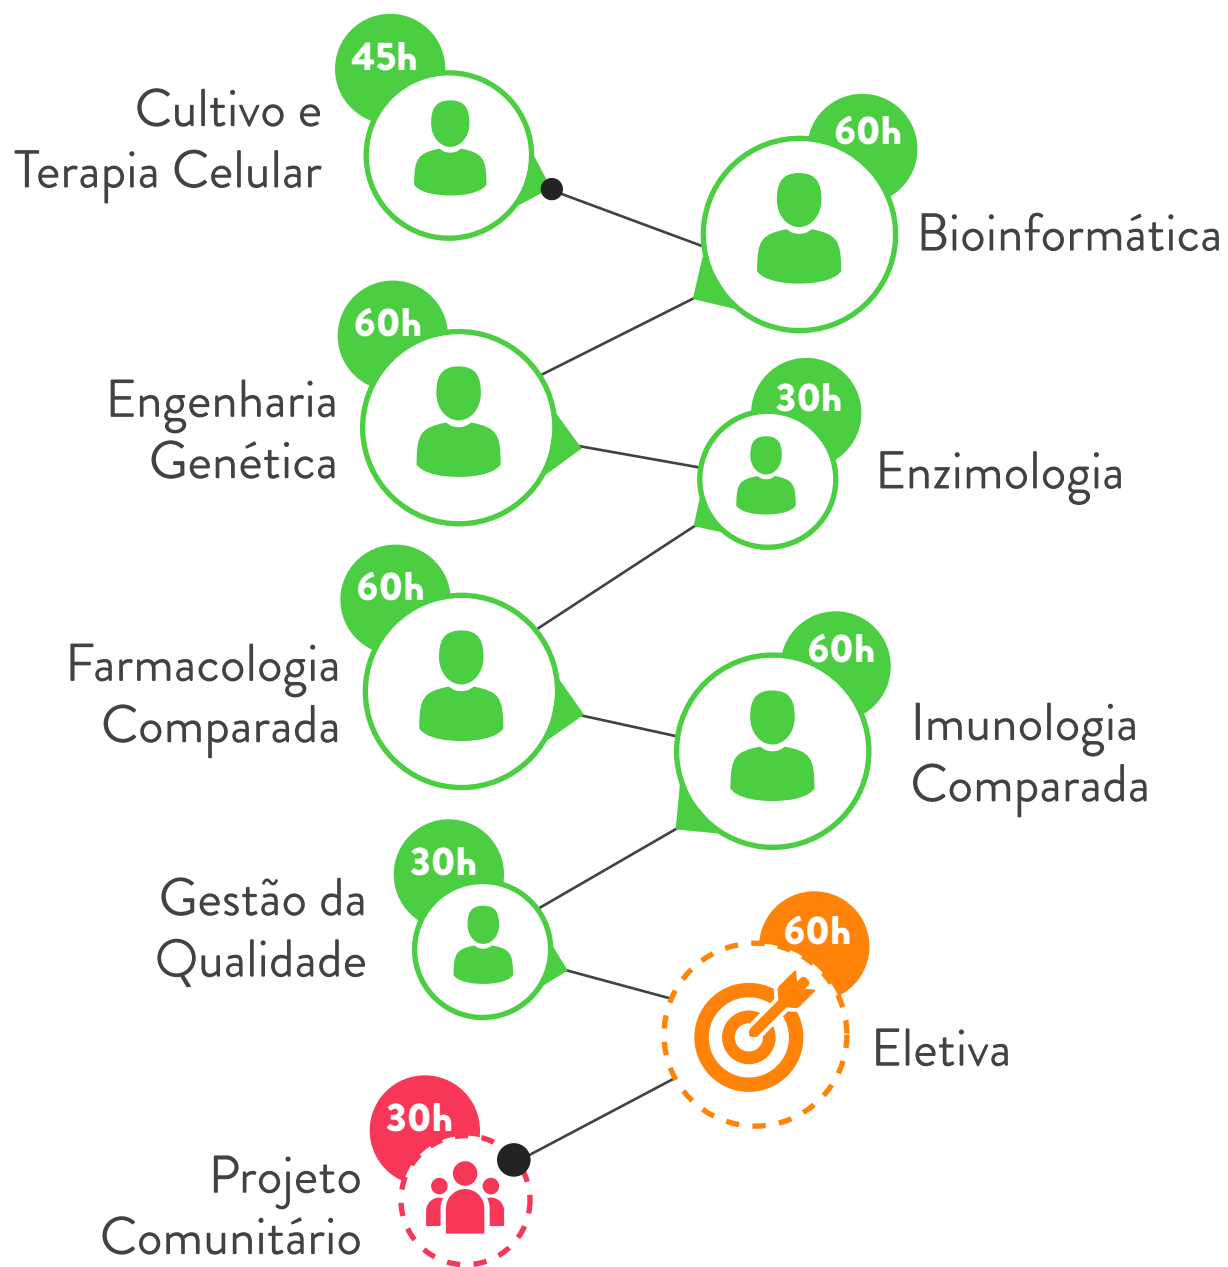 45h
Cultivo e
Terapia Celular
60h
Bioinformática
60h
Engenharia
Genética
30h
Enzimologia
60h
Farmacologia
Comparada
60h
Imunologia
Comparada
30h
Gestão da
Qualidade
60h
Eletiva
30h
Projeto
Comunitário